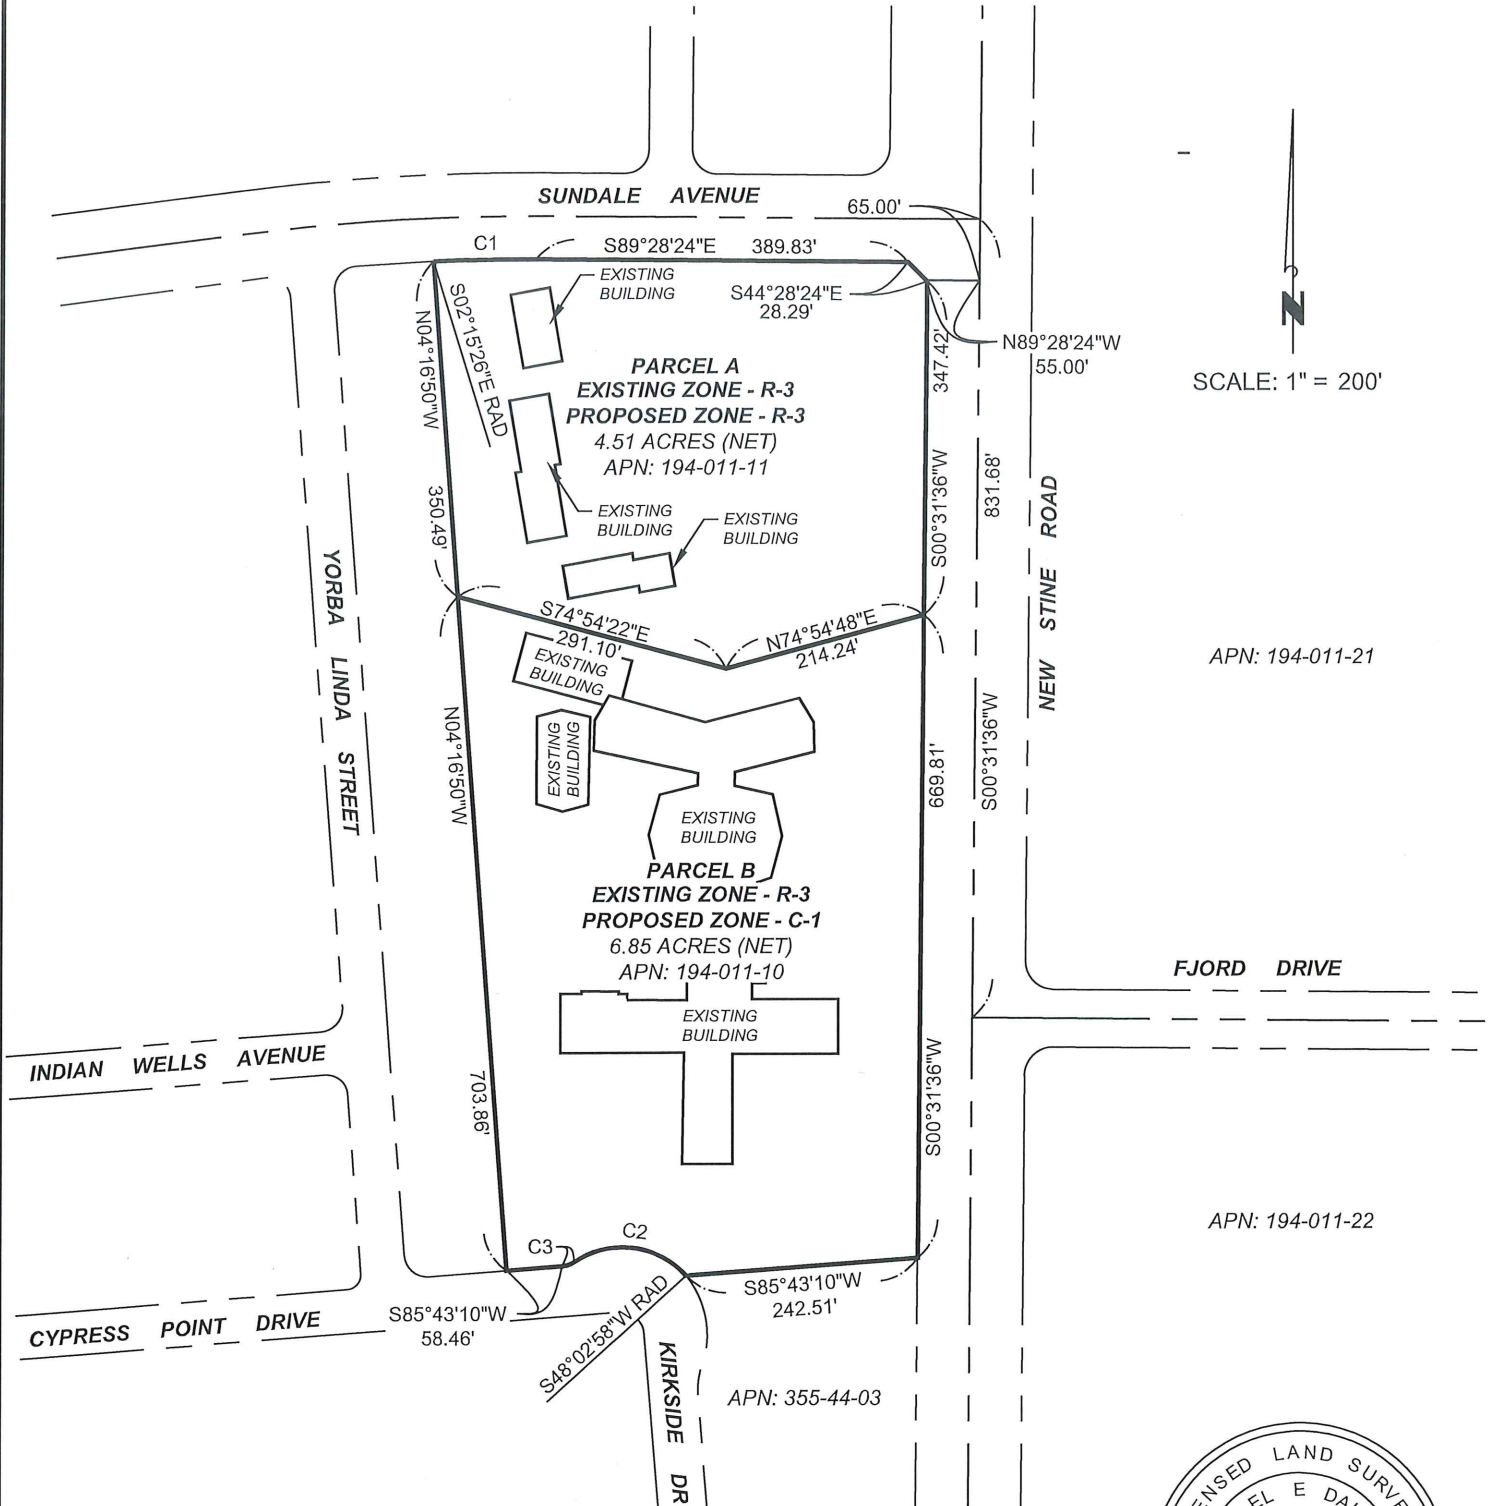 SUNDALE AVENUE
65.00'
C1
S89°28'24"E 389.83'
EXISTING
BUILDING
S44°28'24"E
28.29'
N89°28'24"W
55.00'
N
SCALE: 1" = 200'
S02°15'26"E RAD
N04°16'50"W
350.49'
347.42'
S00°31'36"W
831.68'
NEW STINE ROAD
PARCEL A
EXISTING ZONE - R-3
PROPOSED ZONE - R-3
4.51 ACRES (NET)
APN: 194-011-11
EXISTING
BUILDING
EXISTING
BUILDING
YORBA LINDA STREET
S74°54'22"E
291.10'
N74°54'48"E
214.24'
APN: 194-011-21
EXISTING
BUILDING
EXISTING
BUILDING
N04°16'50"W
703.86'
669.81'
S00°31'36"W
S00°31'36"W
EXISTING
BUILDING
PARCEL B
EXISTING ZONE - R-3
PROPOSED ZONE - C-1
6.85 ACRES (NET)
APN: 194-011-10
FJORD DRIVE
EXISTING
BUILDING
INDIAN WELLS AVENUE
APN: 194-011-22
C2
C3
S85°43'10"W
58.46'
S85°43'10"W
242.51'
CYPRESS POINT DRIVE
S48°02'58"W RAD
KIRKSIDE DR
APN: 355-44-03
ENSED LAND SURVE
EL E DA